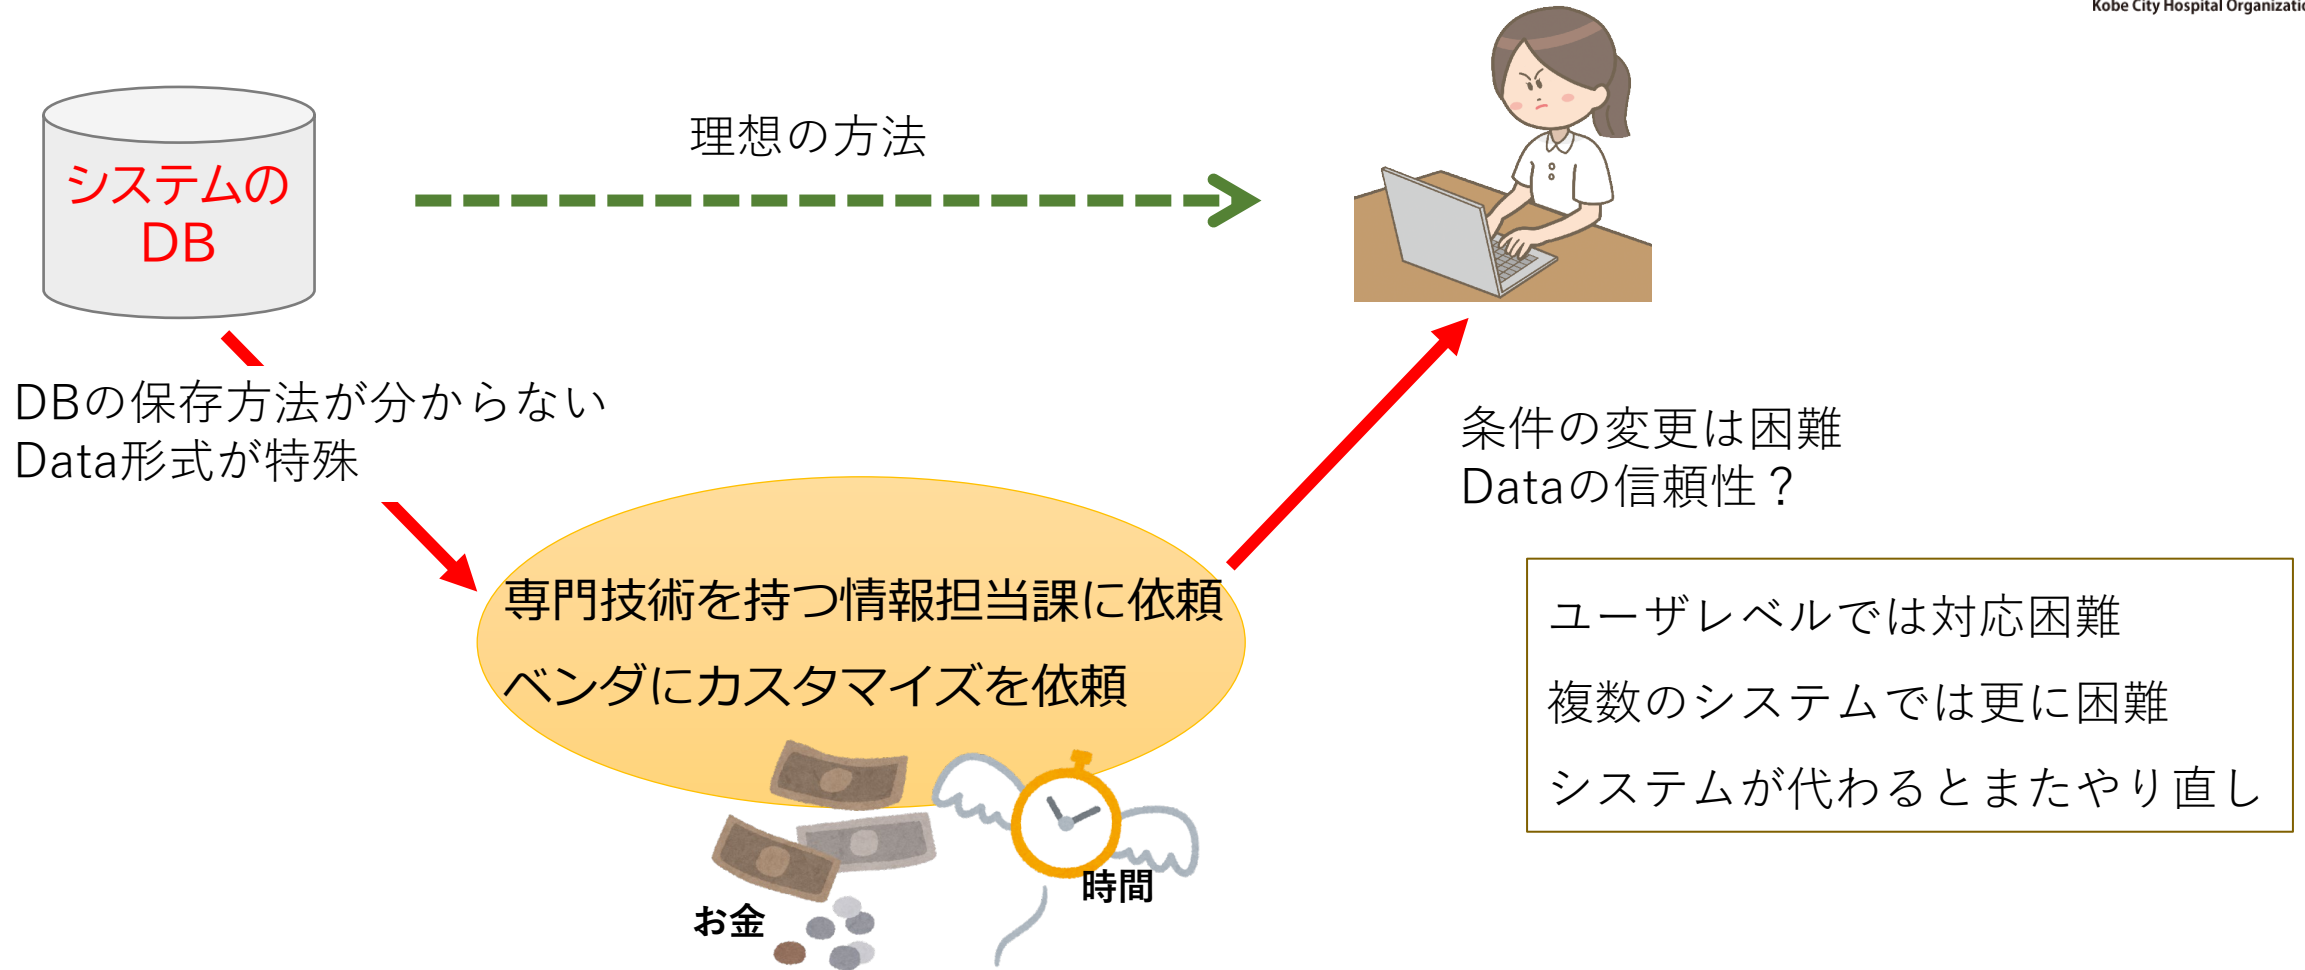 Kobe City Hospital Organizatio
理想の方法
システムの
DB
DBの保存方法が分からない
Data形式が特殊
条件の変更は困難
Dataの信頼性？
専門技術を持つ情報担当課に依頼
ベンダにカスタマイズを依頼
ユーザレベルでは対応困難
複数のシステムでは更に困難
システムが代わるとまたやり直し
時間
お金